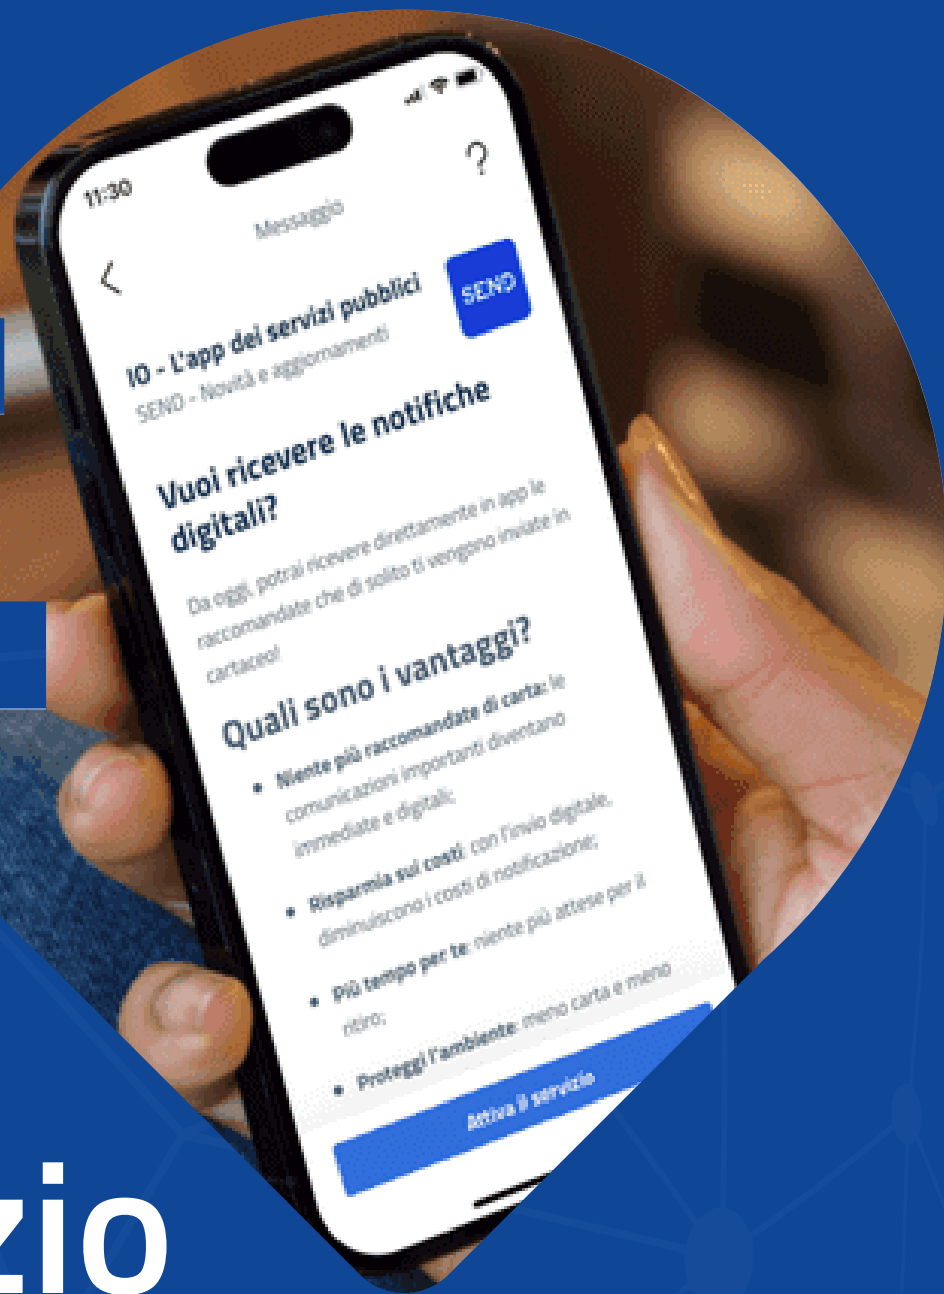 11:30
?
Messaggio
IO - L'app dei servizi pubblici
SEND
SEND - Novità e aggiornamenti
Vuoi ricevere le notifiche
digitali?
Da oggi, potrai ricevere direttamente in app le
raccomandate che di solito ti vengono inviate in
cartaceo!
Quali sono i vantaggi?
• Niente più raccomandate di carta: le
comunicazioni importanti diventano
immediate e digitali;
• Risparmia sui costi: con l'invio digitale,
diminuiscono i costi di notificazione;
• Più tempo per te: niente più attese per il
ritiro;
• Proteggi l'ambiente: meno carta e meno
Attiva il servizio
zio